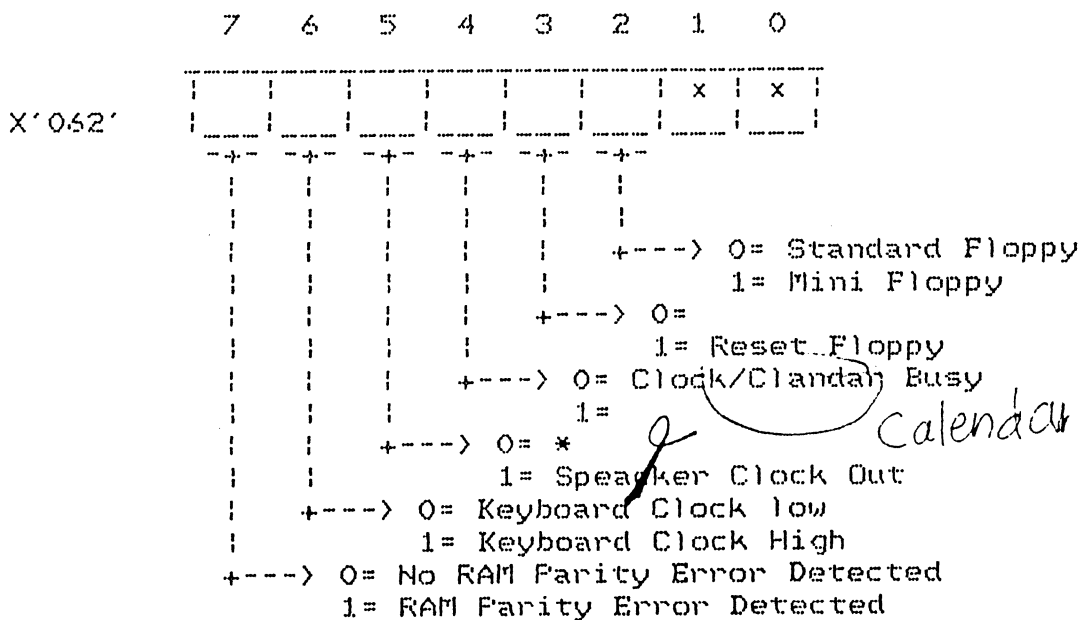 7 6 5 4 3 2 1 0
x x
X'062'
0= Standard Floppy
1= Mini Floppy
0=
1= Reset Floppy
0= Clock/Clandar Busy
1=
Calendar
0= *
1= Speacker Clock Out
0= Keyboard Clock low
1= Keyboard Clock High
0= No RAM Parity Error Detected
1= RAM Parity Error Detected